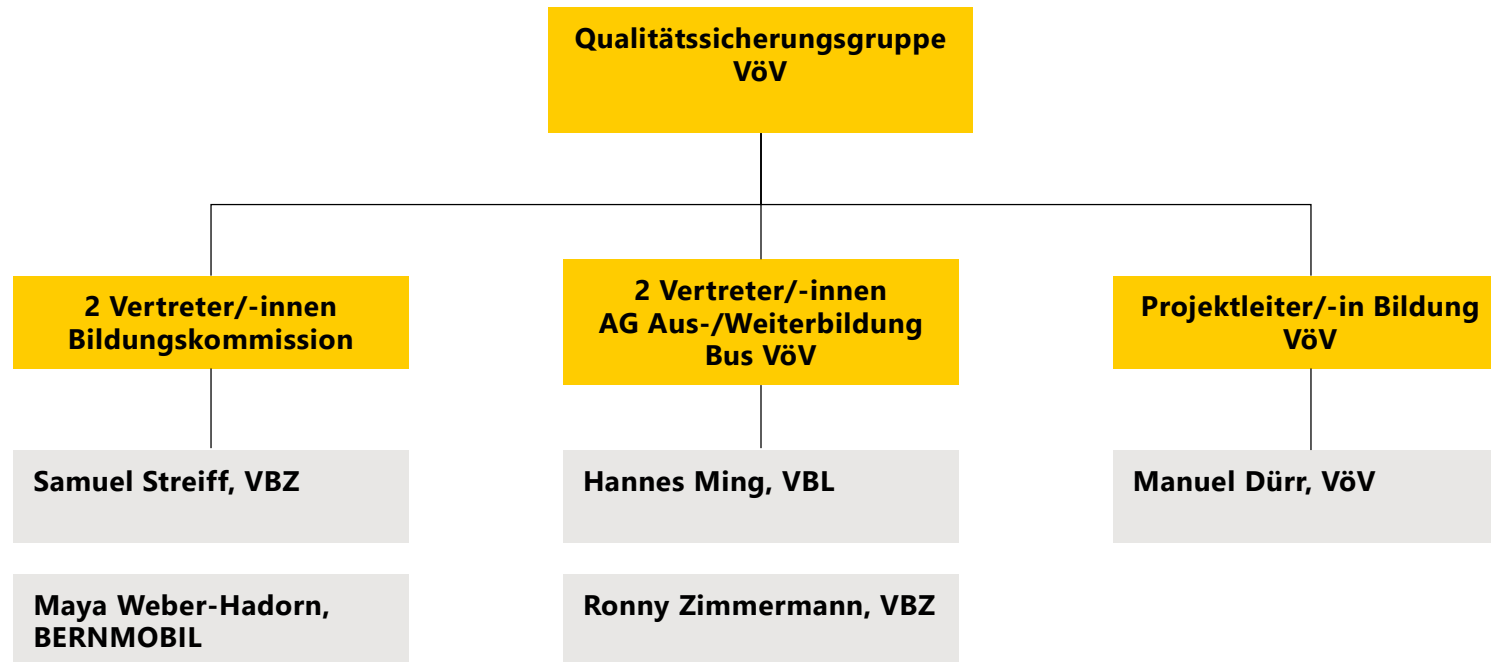 Qualitätssicherungsgruppe
VöV
2 Vertreter/-innen
Bildungskommission
2 Vertreter/-innen
AG Aus-/Weiterbildung
Bus VöV
Projektleiter/-in Bildung
VöV
Samuel Streiff, VBZ
Hannes Ming, VBL
Manuel Dürr, VöV
Maya Weber-Hadorn,
BERNMOBIL
Ronny Zimmermann, VBZ